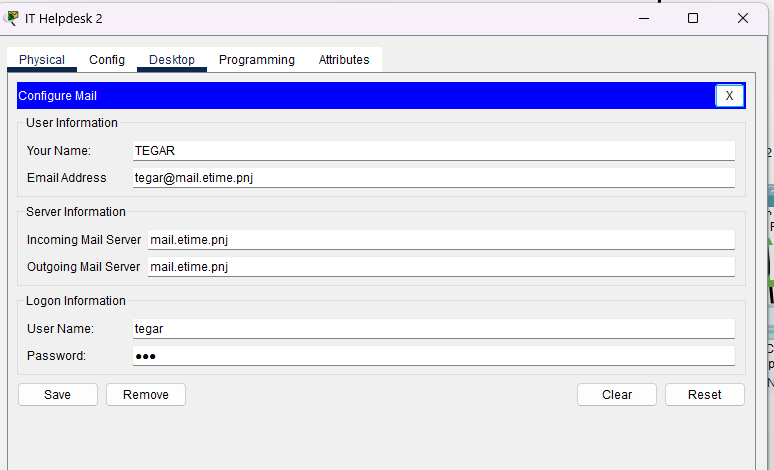 IT Helpdesk 2
Physical Config Desktop Programming Attributes
Configure Mail X
User Information
Your Name: TEGAR
Email Address tegar@mail.etime.pnj
Server Information
Incoming Mail Server mail.etime.pnj
Outgoing Mail Server mail.etime.pnj
Logon Information
User Name: tegar
Password: ●●●
Save Remove Clear Reset